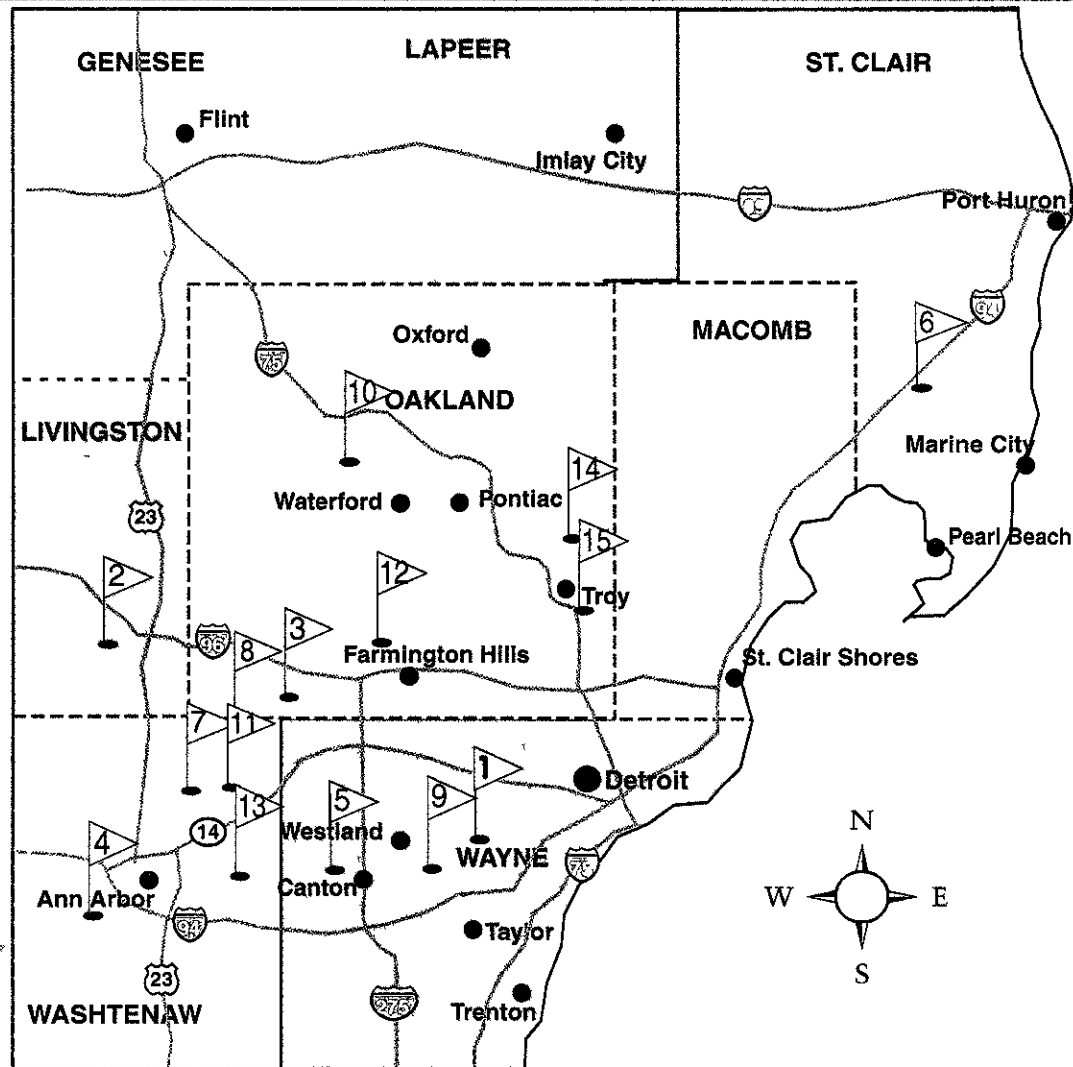 GENESEE
LAPEER
ST. CLAIR
Flint
Imlay City
Port Huron
6
MACOMB
Oxford
75
10
OAKLAND
LIVINGSTON
Marine City
14
Waterford
Pontiac
23
15
Pearl Beach
2
12
Troy
3
96
8
Farmington Hills
St. Clair Shores
7
11
1
Detroit
13
5
9
14
Westland
4
WAYNE
N
Canton
Ann Arbor
W
E
94
Taylor
S
23
275
Trenton
WASHTENAW